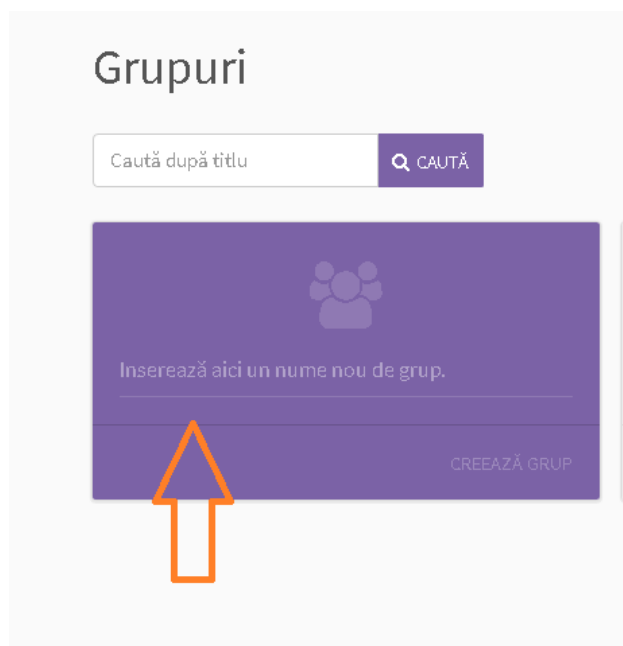 Grupuri
Caută după titlu
CAUTĂ
Inserează aici un nume nou de grup.
CREEAZĂ GRUP